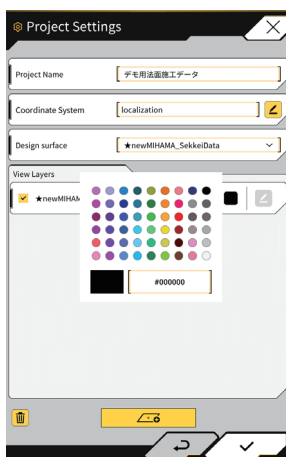 Project Settings
Project Name
デモ用法面施工データ
Coordinate System
localization
Design surface
★newMIHAMA_SekkeiData
View Layers
★newMIHAM
#000000